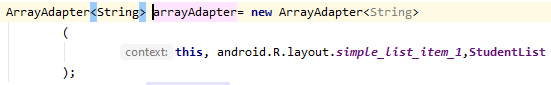 ArrayAdapter<String> arrayAdapter= new ArrayAdapter<String>
(
context: this, android.R.layout.simple_list_item_1,StudentList
);